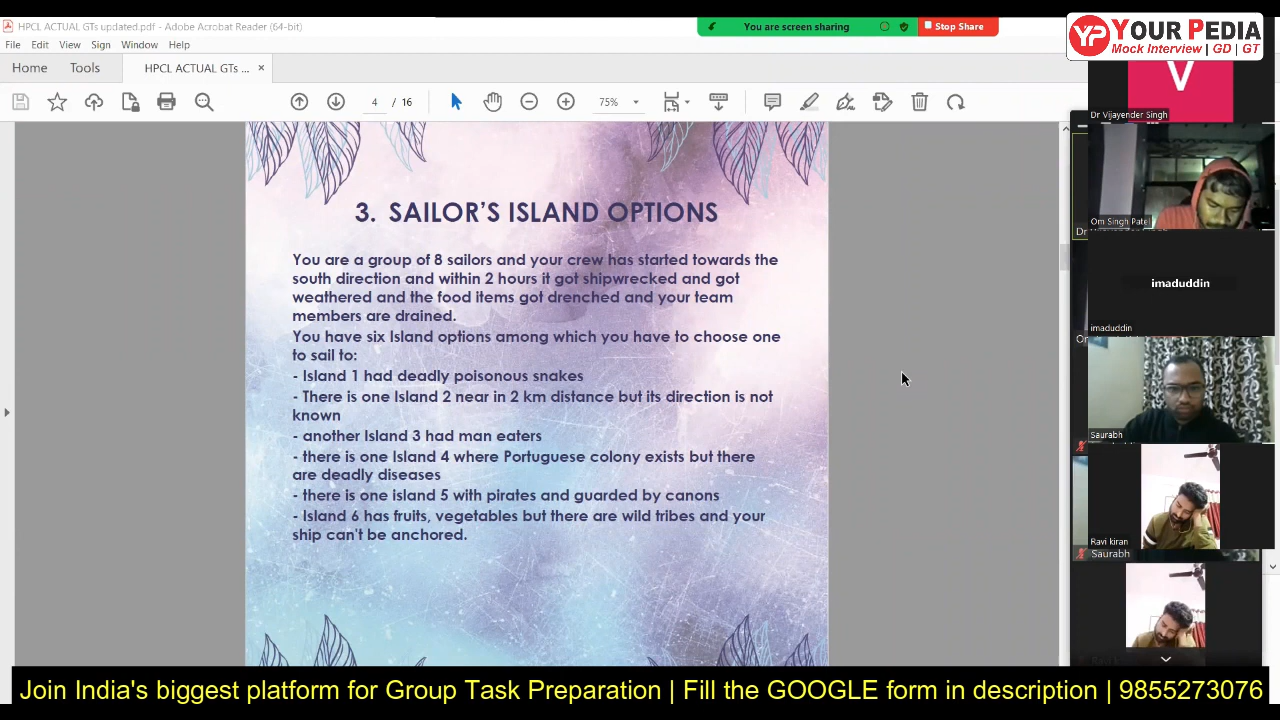 HPCL ACTUAL GTs updated.pdf - Adobe Acrobat Reader (64-bit)
You are screen sharing
Stop Share
File Edit View Sign Window Help
Home Tools HPCL ACTUAL GTs ... ×
4 / 16
75%
YP YOUR PEDIA
Mock Interview | GD | GT
V
Dr Vijayender Singh
Om Singh Patel
imaduddin
imaduddin
Saurabh
Ravi kiran
Saurabh
3. SAILOR'S ISLAND OPTIONS
You are a group of 8 sailors and your crew has started towards the
south direction and within 2 hours it got shipwrecked and got
weathered and the food items got drenched and your team
members are drained.
You have six Island options among which you have to choose one
to sail to:
- Island 1 had deadly poisonous snakes
- There is one Island 2 near in 2 km distance but its direction is not
known
- another Island 3 had man eaters
- there is one Island 4 where Portuguese colony exists but there
are deadly diseases
- there is one island 5 with pirates and guarded by canons
- Island 6 has fruits, vegetables but there are wild tribes and your
ship can't be anchored.
Join India's biggest platform for Group Task Preparation | Fill the GOOGLE form in description | 9855273076